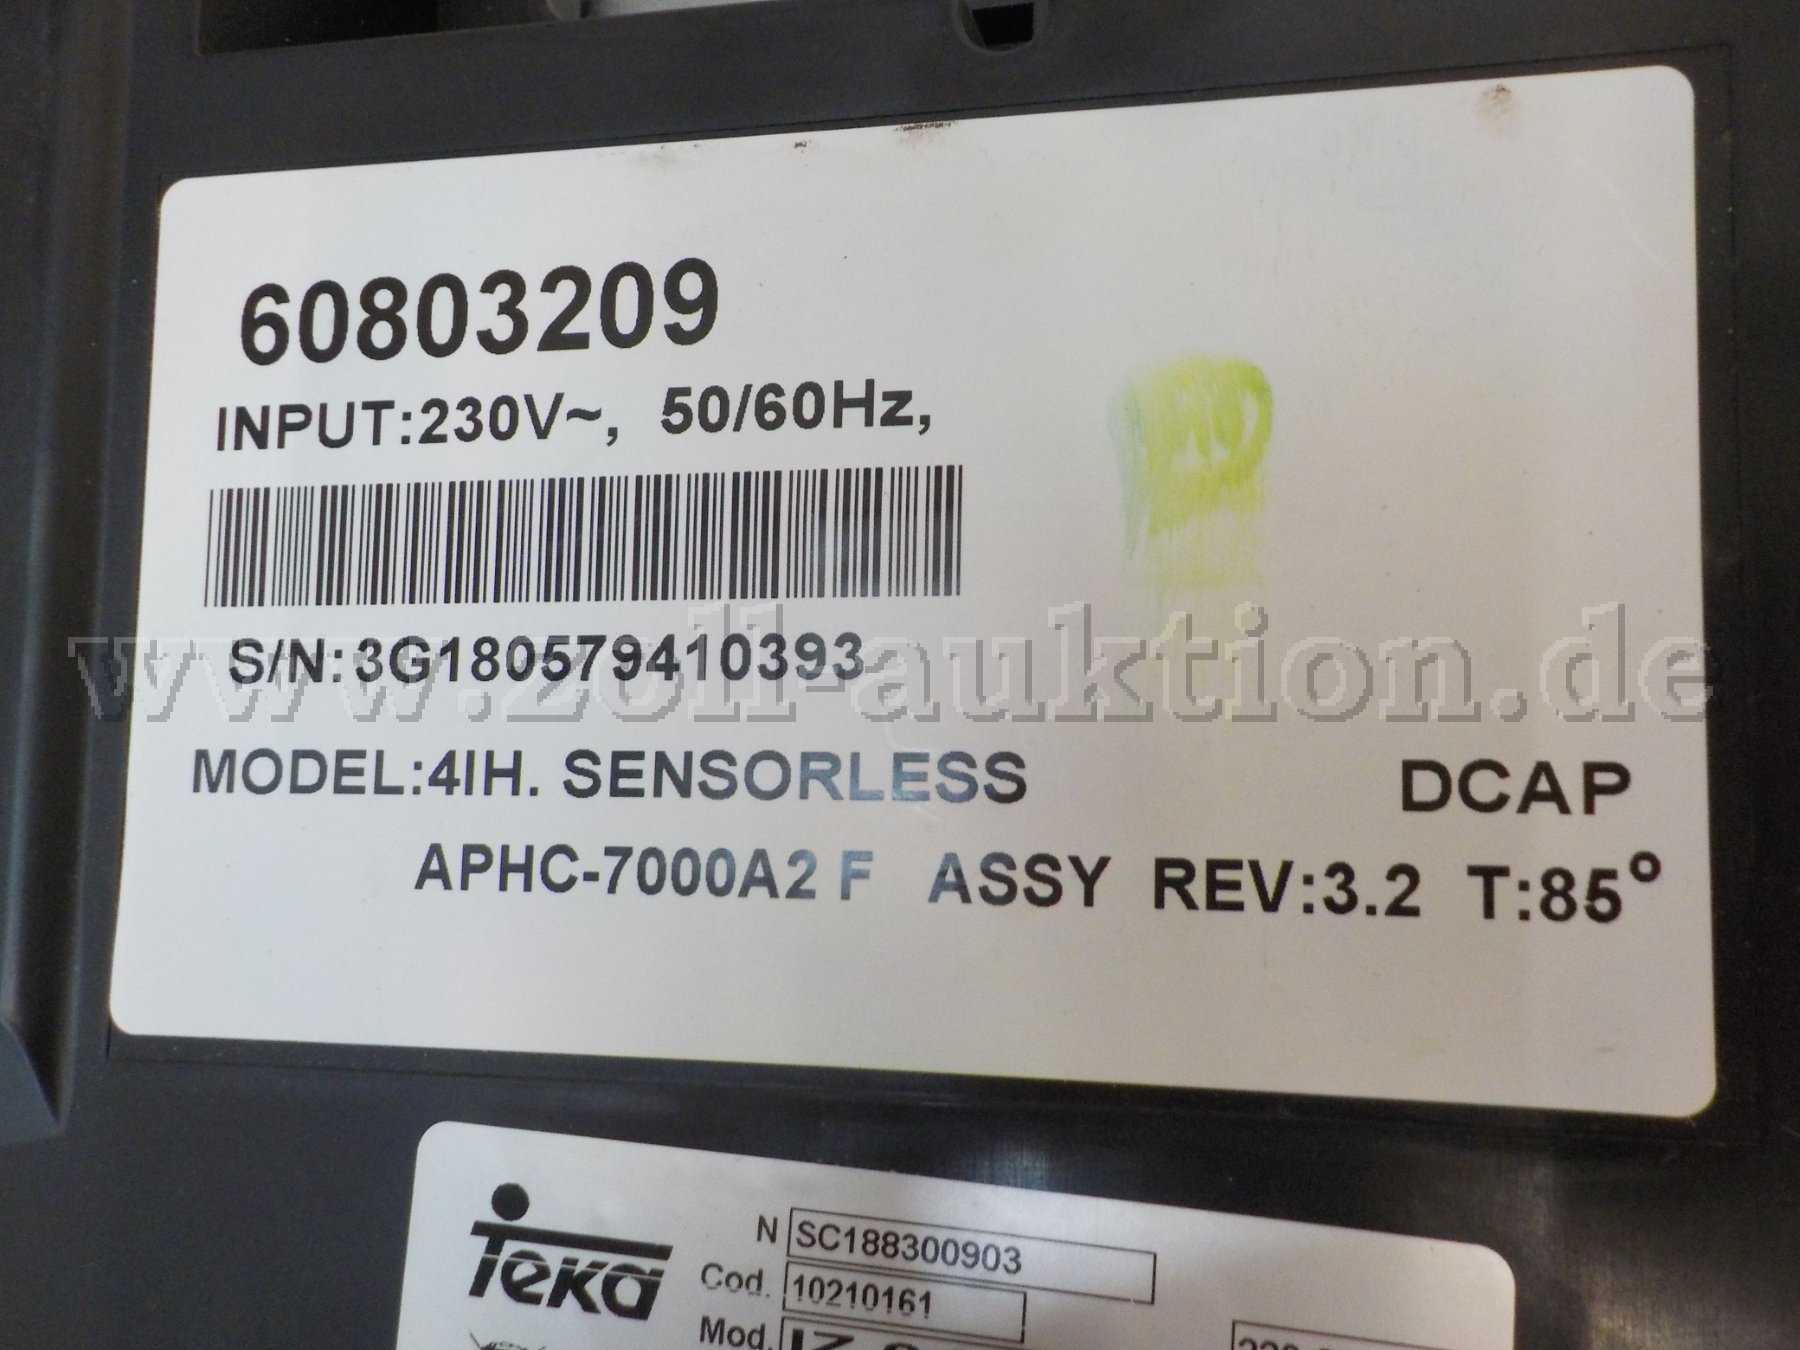 60803209
INPUT:230V~, 50/60Hz,
S/N:3G180579410393
www.zoll-auktion.de
MODEL:4IH. SENSORLESS DCAP
APHC-7000A2 F ASSY REV:3.2 T:85°
Teka
N SC188300903
Cod. 10210161
Mod.